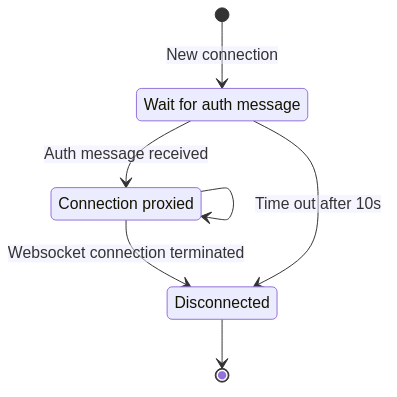 New connection
Wait for auth message
Auth message received
Connection proxied
Time out after 10s
Websocket connection terminated
Disconnected